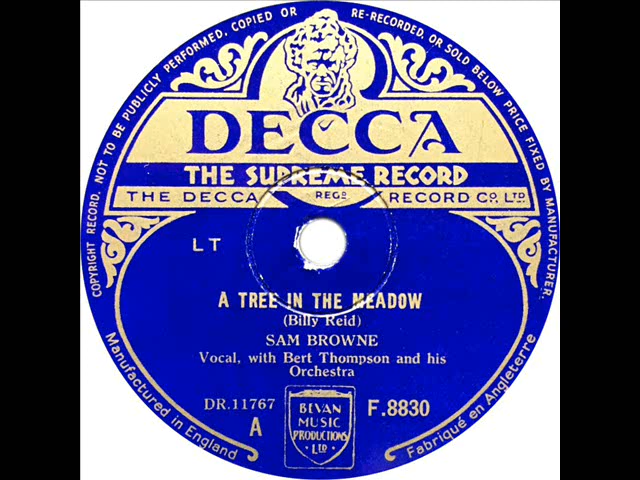 COPYRIGHT RECORD, NOT TO BE PUBLICLY PERFORMED, COPIED OR RE-RECORDED, OR SOLD BELOW PRICE FIXED BY MANUFACTURER.
DECCA
THE SUPREME RECORD
THE DECCA REGD RECORD CO. LTD.
LT
A TREE IN THE MEADOW
(Billy Reid)
SAM BROWNE
Vocal, with Bert Thompson and his
Orchestra
DR.11767
A
BEVAN
MUSIC
PRODUCTIONS
LTD
F.8830
Manufactured in England
Fabriqué en Angleterre